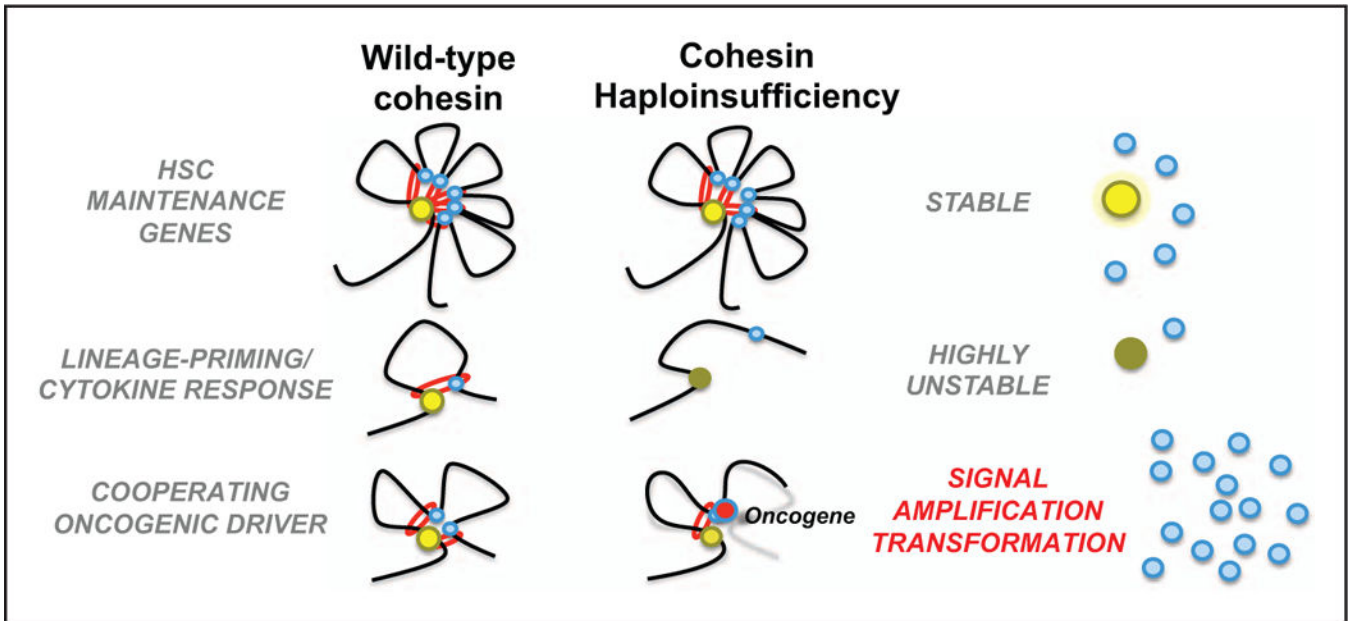 Wild-type
cohesin
Cohesin
Haploinsufficiency
HSC
MAINTENANCE
GENES
STABLE
LINEAGE-PRIMING/
CYTOKINE RESPONSE
HIGHLY
UNSTABLE
COOPERATING
ONCOGENIC DRIVER
Oncogene
SIGNAL
AMPLIFICATION
TRANSFORMATION